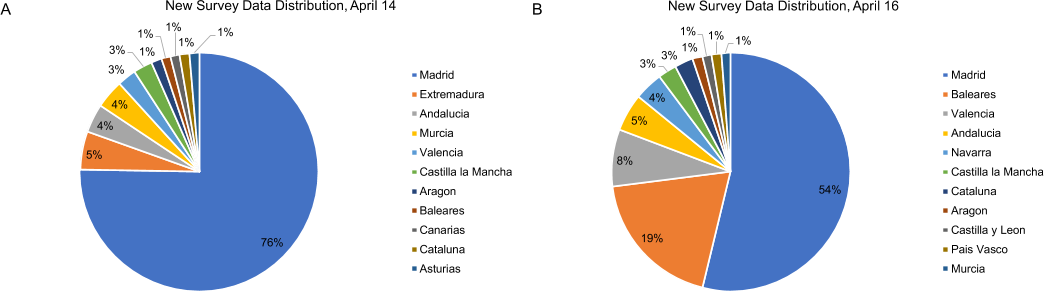 A
New Survey Data Distribution, April 14
1%
1%
1%
1%
1%
3%
3%
4%
4%
5%
76%
Madrid
Extremadura
Andalucia
Murcia
Valencia
Castilla la Mancha
Aragon
Baleares
Canarias
Cataluna
Asturias
B
New Survey Data Distribution, April 16
1%
1%
1%
1%
3%
3%
4%
5%
8%
19%
54%
Madrid
Baleares
Valencia
Andalucia
Navarra
Castilla la Mancha
Cataluna
Aragon
Castilla y Leon
Pais Vasco
Murcia